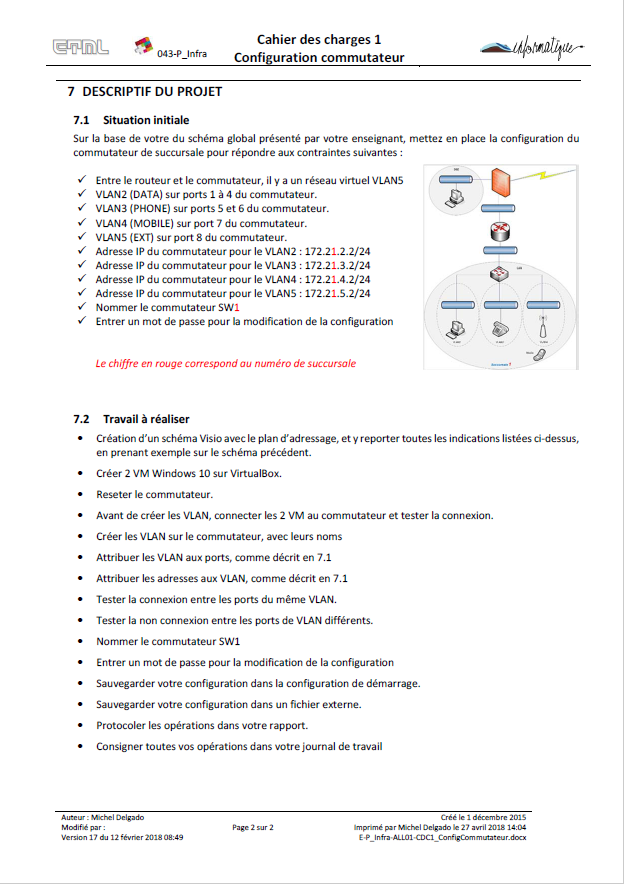 ETML
043-P_Infra
Cahier des charges 1
Configuration commutateur
informatique
7 DESCRIPTIF DU PROJET
7.1 Situation initiale
Sur la base de votre du schéma global présenté par votre enseignant, mettez en place la configuration du
commutateur de succursale pour répondre aux contraintes suivantes :
✓ Entre le routeur et le commutateur, il y a un réseau virtuel VLAN5
✓ VLAN2 (DATA) sur ports 1 à 4 du commutateur.
✓ VLAN3 (PHONE) sur ports 5 et 6 du commutateur.
✓ VLAN4 (MOBILE) sur port 7 du commutateur.
✓ VLAN5 (EXT) sur port 8 du commutateur.
✓ Adresse IP du commutateur pour le VLAN2 : 172.21.2.2/24
✓ Adresse IP du commutateur pour le VLAN3 : 172.21.3.2/24
✓ Adresse IP du commutateur pour le VLAN4 : 172.21.4.2/24
✓ Adresse IP du commutateur pour le VLAN5 : 172.21.5.2/24
✓ Nommer le commutateur SW1
✓ Entrer un mot de passe pour la modification de la configuration
Le chiffre en rouge correspond au numéro de succursale
7.2 Travail à réaliser
• Création d'un schéma Visio avec le plan d'adressage, et y reporter toutes les indications listées ci-dessus,
en prenant exemple sur le schéma précédent.
• Créer 2 VM Windows 10 sur VirtualBox.
• Reseter le commutateur.
• Avant de créer les VLAN, connecter les 2 VM au commutateur et tester la connexion.
• Créer les VLAN sur le commutateur, avec leurs noms
• Attribuer les VLAN aux ports, comme décrit en 7.1
• Attribuer les adresses aux VLAN, comme décrit en 7.1
• Tester la connexion entre les ports du même VLAN.
• Tester la non connexion entre les ports de VLAN différents.
• Nommer le commutateur SW1
• Entrer un mot de passe pour la modification de la configuration
• Sauvegarder votre configuration dans la configuration de démarrage.
• Sauvegarder votre configuration dans un fichier externe.
• Protocoler les opérations dans votre rapport.
• Consigner toutes vos opérations dans votre journal de travail
Auteur : Michel Delgado
Modifié par :
Version 17 du 12 février 2018 08:49
Page 2 sur 2
Créé le 1 décembre 2015
Imprimé par Michel Delgado le 27 avril 2018 14:04
E-P_Infra-ALL01-CDC1_ConfigCommutateur.docx